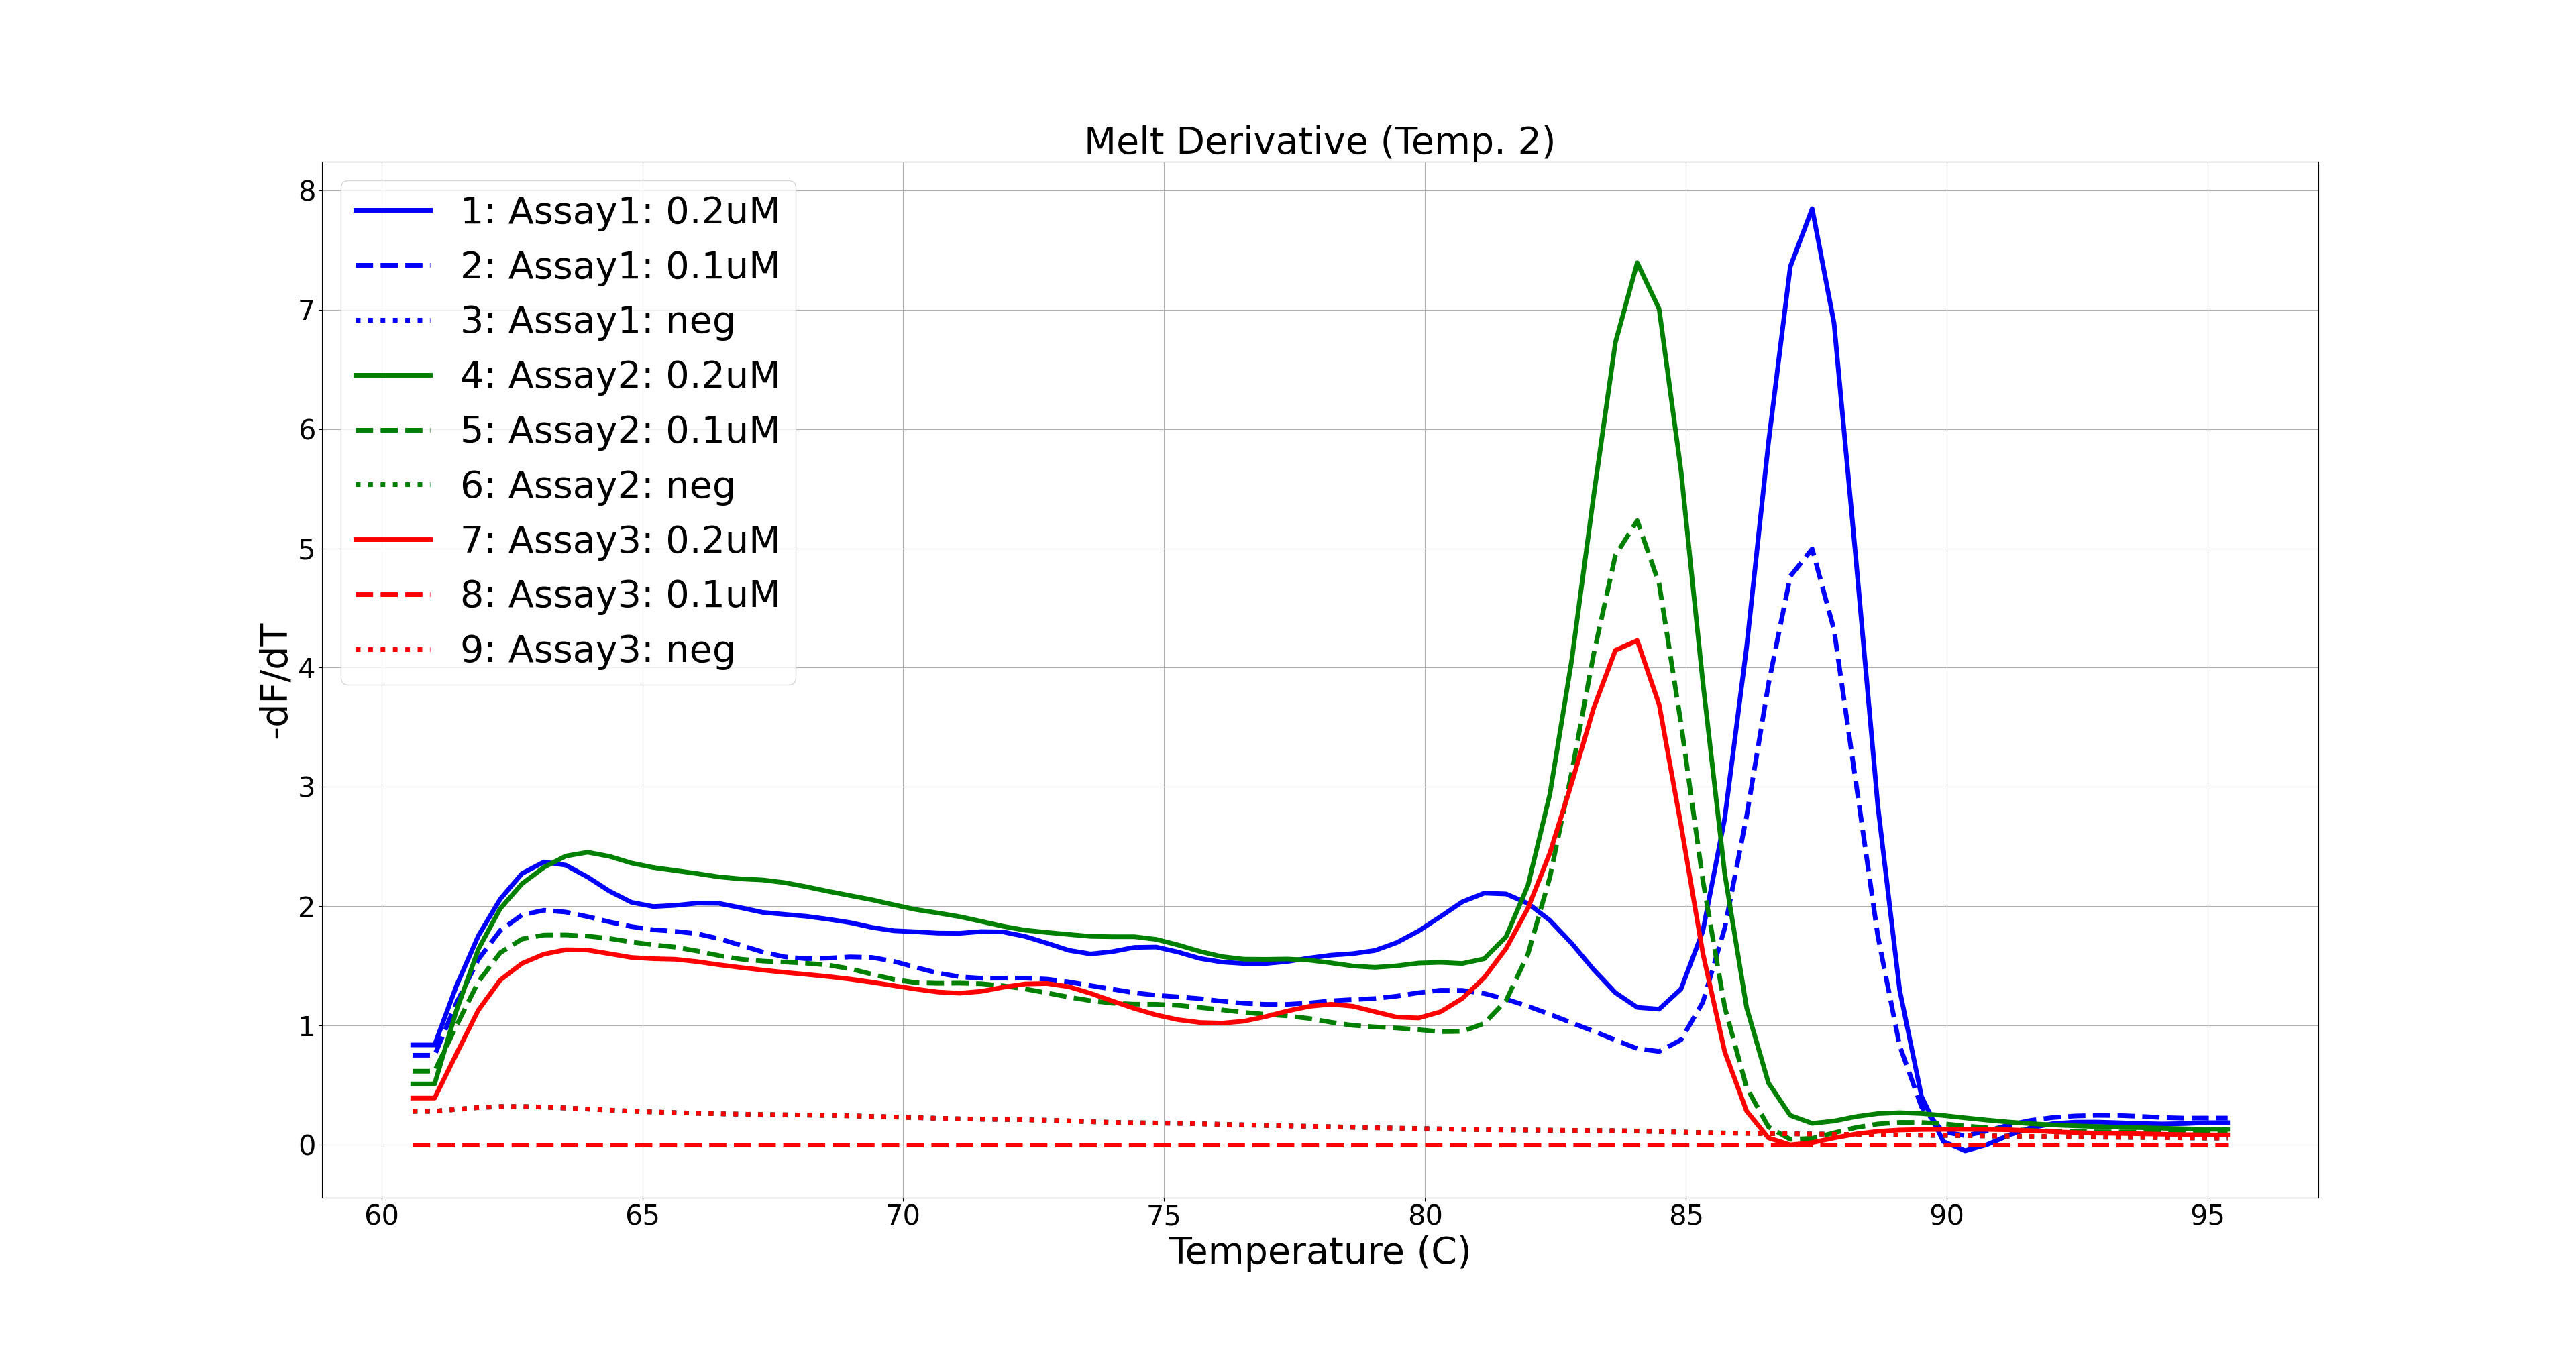 Melt Derivative (Temp. 2)
8
7
6
5
4
3
2
1
0
-dF/dT
1: Assay1: 0.2uM
2: Assay1: 0.1uM
3: Assay1: neg
4: Assay2: 0.2uM
5: Assay2: 0.1uM
6: Assay2: neg
7: Assay3: 0.2uM
8: Assay3: 0.1uM
9: Assay3: neg
60 65 70 75 80 85 90 95
Temperature (C)